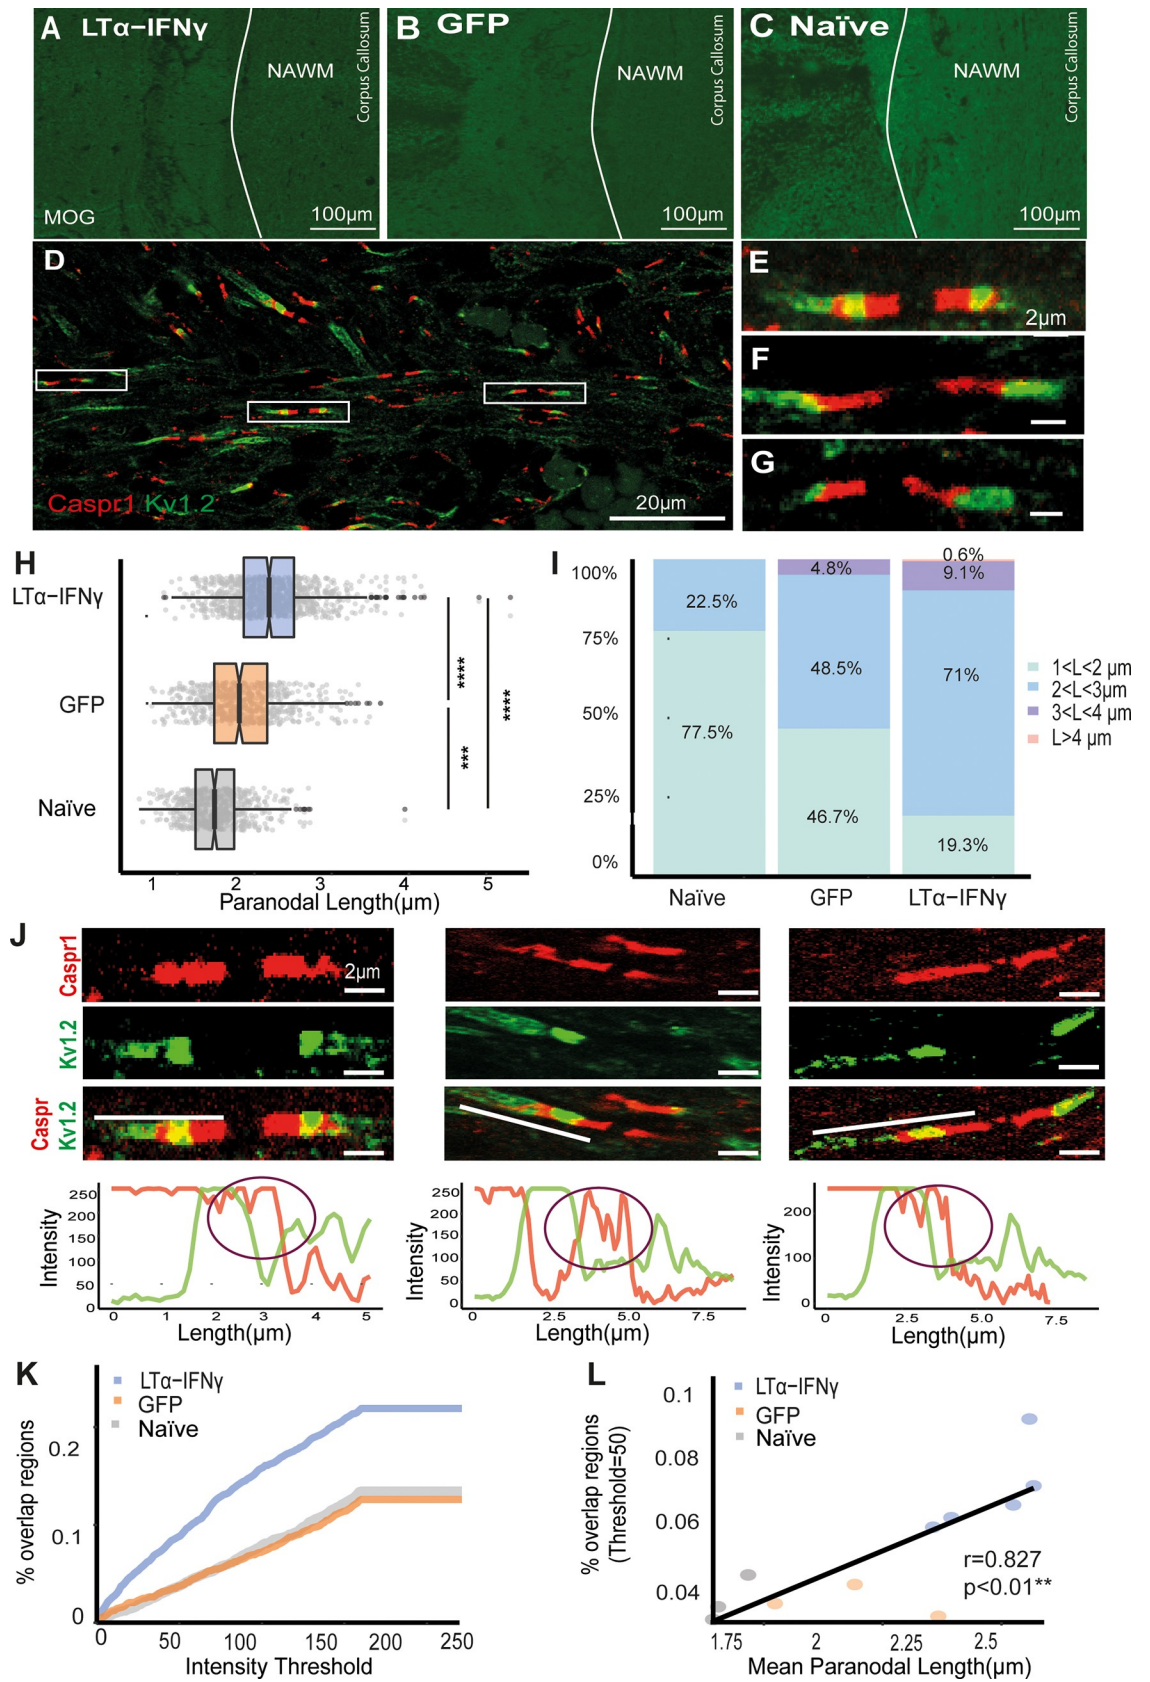 A LTα−IFNγ
NAWM
Corpus Callosum
MOG
100µm
B GFP
NAWM
Corpus Callosum
100µm
C Naïve
NAWM
Corpus Callosum
100µm
D
Caspr1 Kv1.2
20µm
E
2µm
F
G
H
LTα−IFNγ
GFP
Naïve
****
***
****
1 2 3 4 5
Paranodal Length(µm)
I
100%
75%
50%
25%
0%
22.5%
77.5%
4.8%
48.5%
46.7%
0.6%
9.1%
71%
19.3%
Naïve GFP LTα−IFNγ
1<L<2 µm
2<L<3µm
3<L<4 µm
L>4 µm
J
Caspr1
2µm
Kv1.2
Caspr
Kv1.2
Intensity
250
200
150
100
50
0
0 1 2 3 4 5
Length(µm)
Intensity
250
200
150
100
50
0
0 2.5 5.0 7.5
Length(µm)
Intensity
200
100
0
0 2.5 5.0 7.5
Length(µm)
K
LTα−IFNγ
GFP
Naïve
% overlap regions
0.2
0.1
0
0 50 100 150 200 250
Intensity Threshold
L
LTα−IFNγ
GFP
Naïve
% overlap regions
(Threshold=50)
0.1
0.08
0.06
0.04
r=0.827
p<0.01**
1.75 2 2.25 2.5
Mean Paranodal Length(µm)